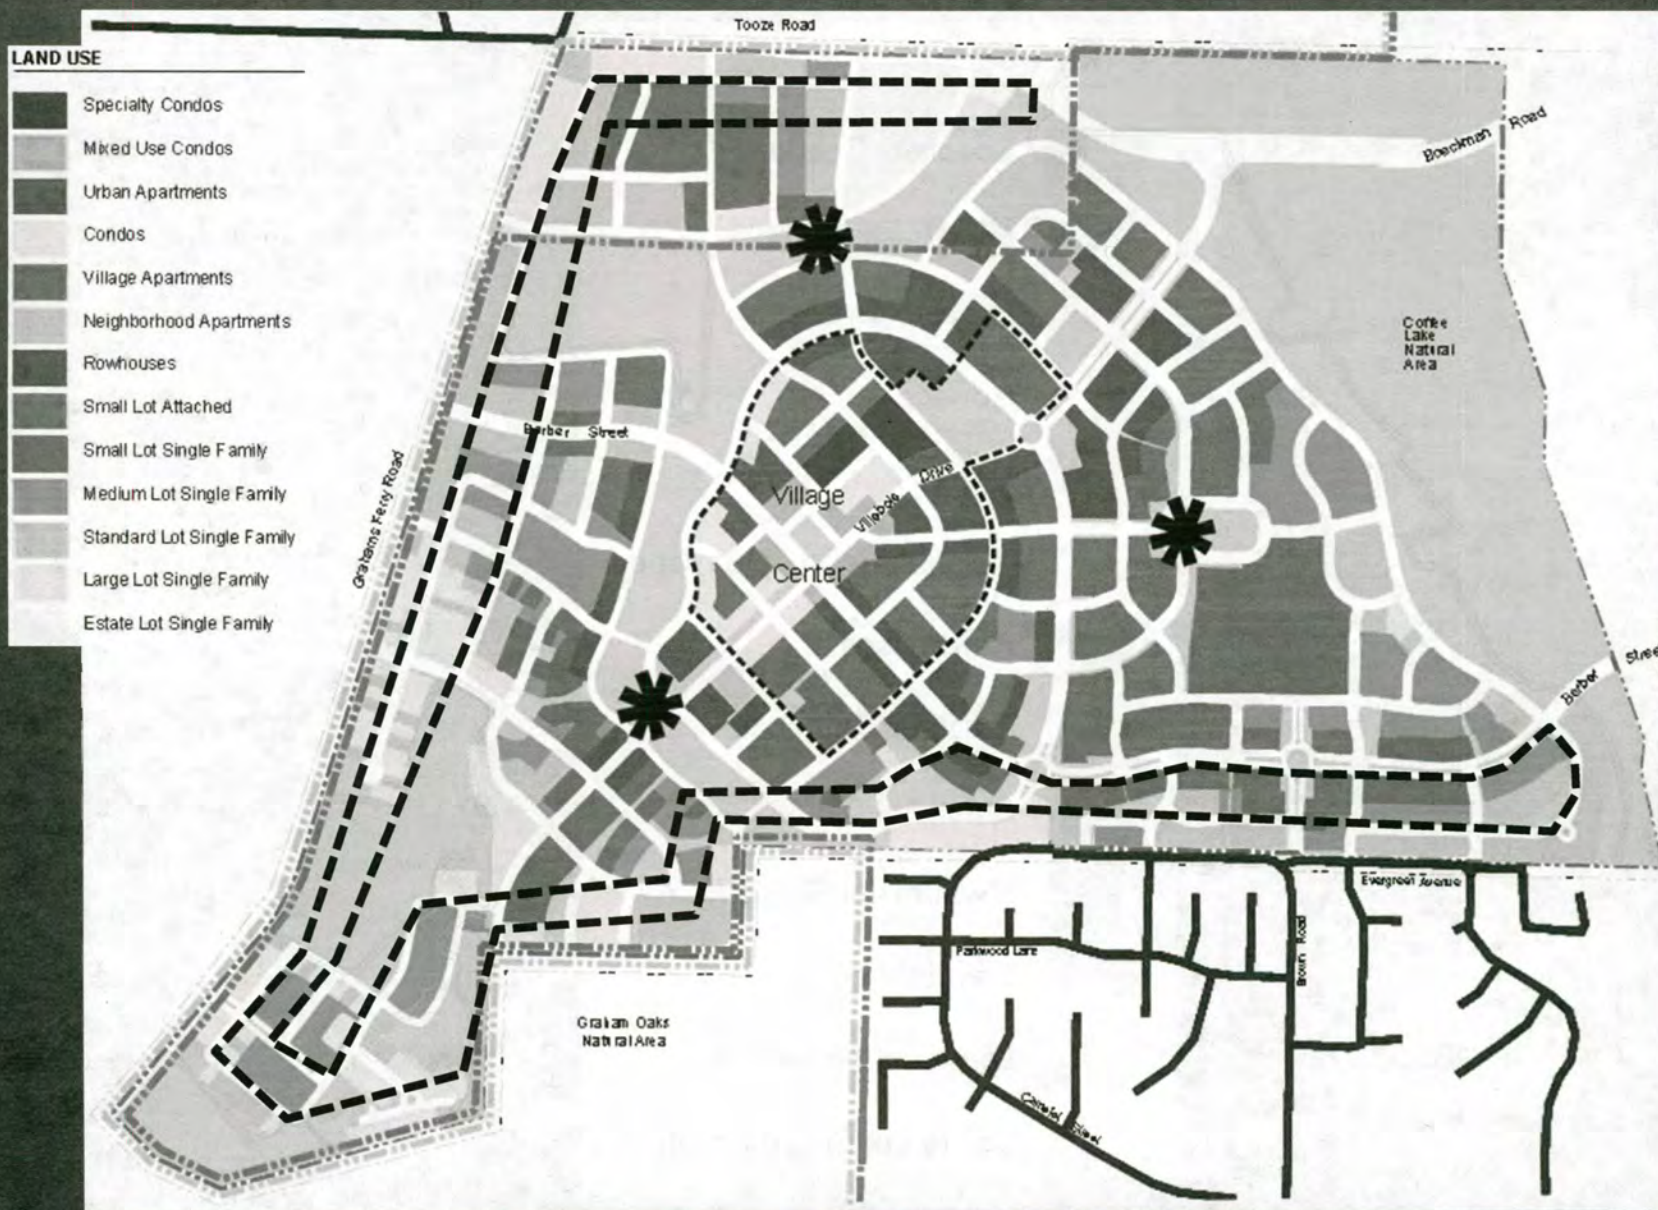 Tooze Road
LAND USE
Specialty Condos
Mixed Use Condos
Urban Apartments
Condos
Village Apartments
Neighborhood Apartments
Rowhouses
Small Lot Attached
Small Lot Single Family
Medium Lot Single Family
Standard Lot Single Family
Large Lot Single Family
Estate Lot Single Family
Boeckman Road
Coffee
Lake
Natural
Area
Barber Street
Grahams Ferry Road
Village
Center
Villebois Drive
Barber Street
Evergreen Avenue
Parkwood Lane
Brown Road
Graham Oaks
Natural Area
Street